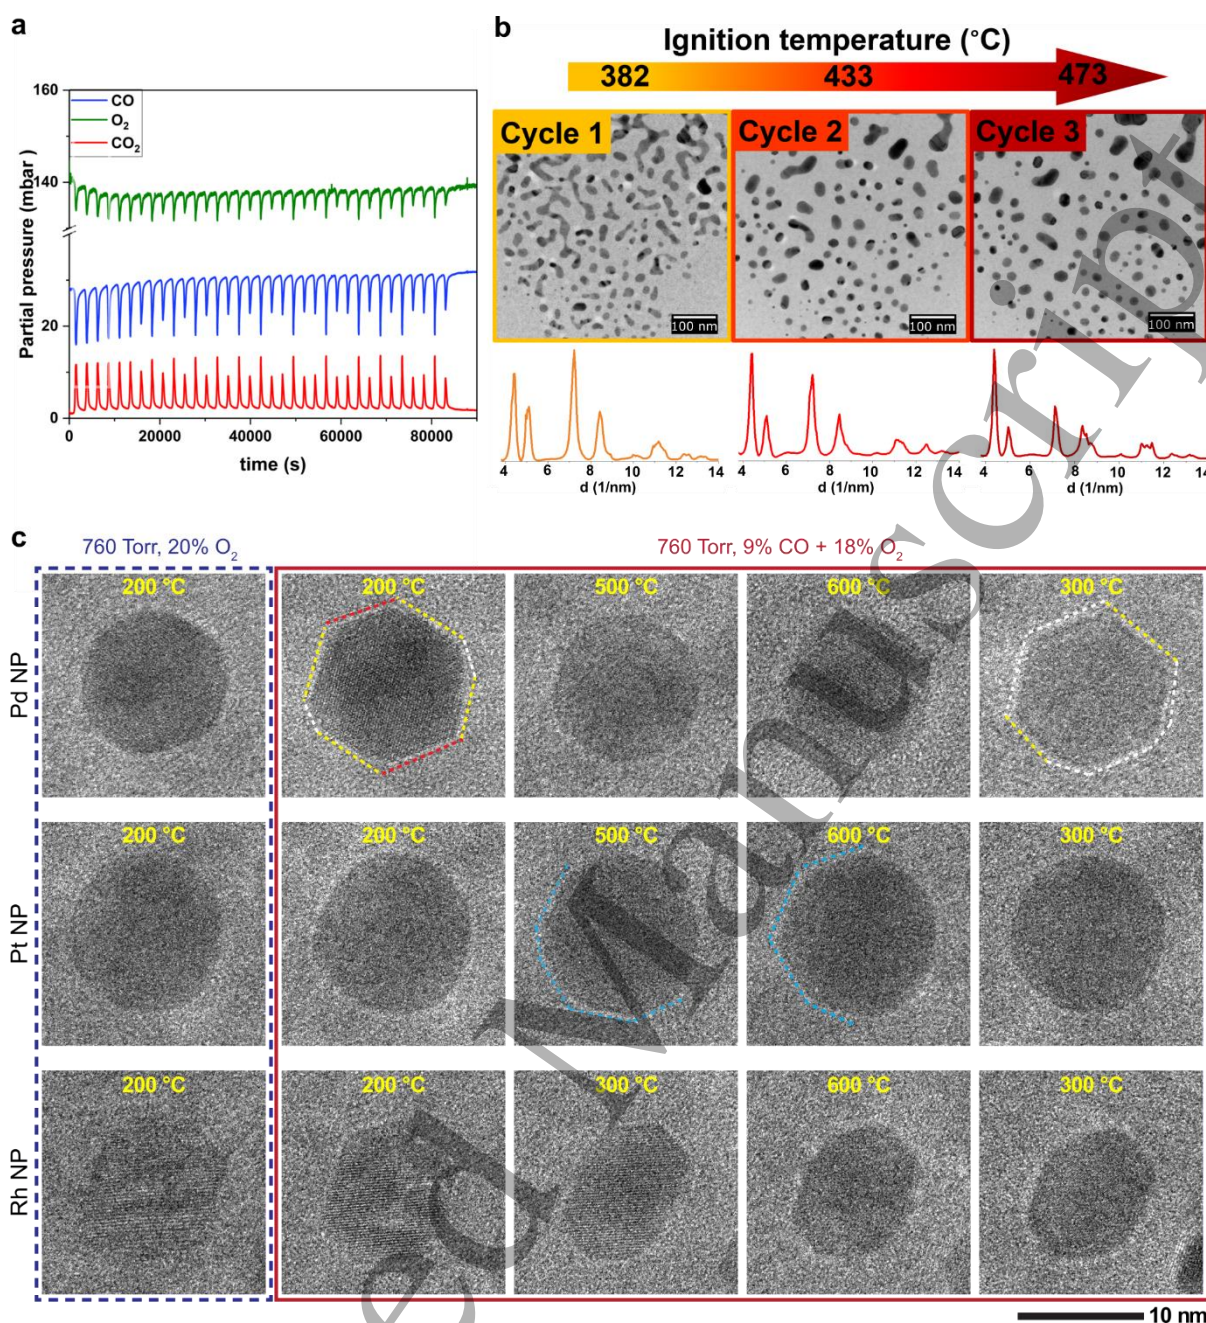 a
160
140
20
0
Partial pressure (mbar)
CO
O₂
CO₂
0 20000 40000 60000 80000
time (s)
b
Ignition temperature (°C)
382 433 473
Cycle 1 Cycle 2 Cycle 3
100 nm 100 nm 100 nm
4 6 8 10 12 14 4 6 8 10 12 14 4 6 8 10 12 14
d (1/nm) d (1/nm) d (1/nm)
c
760 Torr, 20% O₂ 760 Torr, 9% CO + 18% O₂
Pd NP
200 °C 200 °C 500 °C 600 °C 300 °C
Pt NP
200 °C 200 °C 500 °C 600 °C 300 °C
Rh NP
200 °C 200 °C 300 °C 600 °C 300 °C
10 nm
ed Manuscript